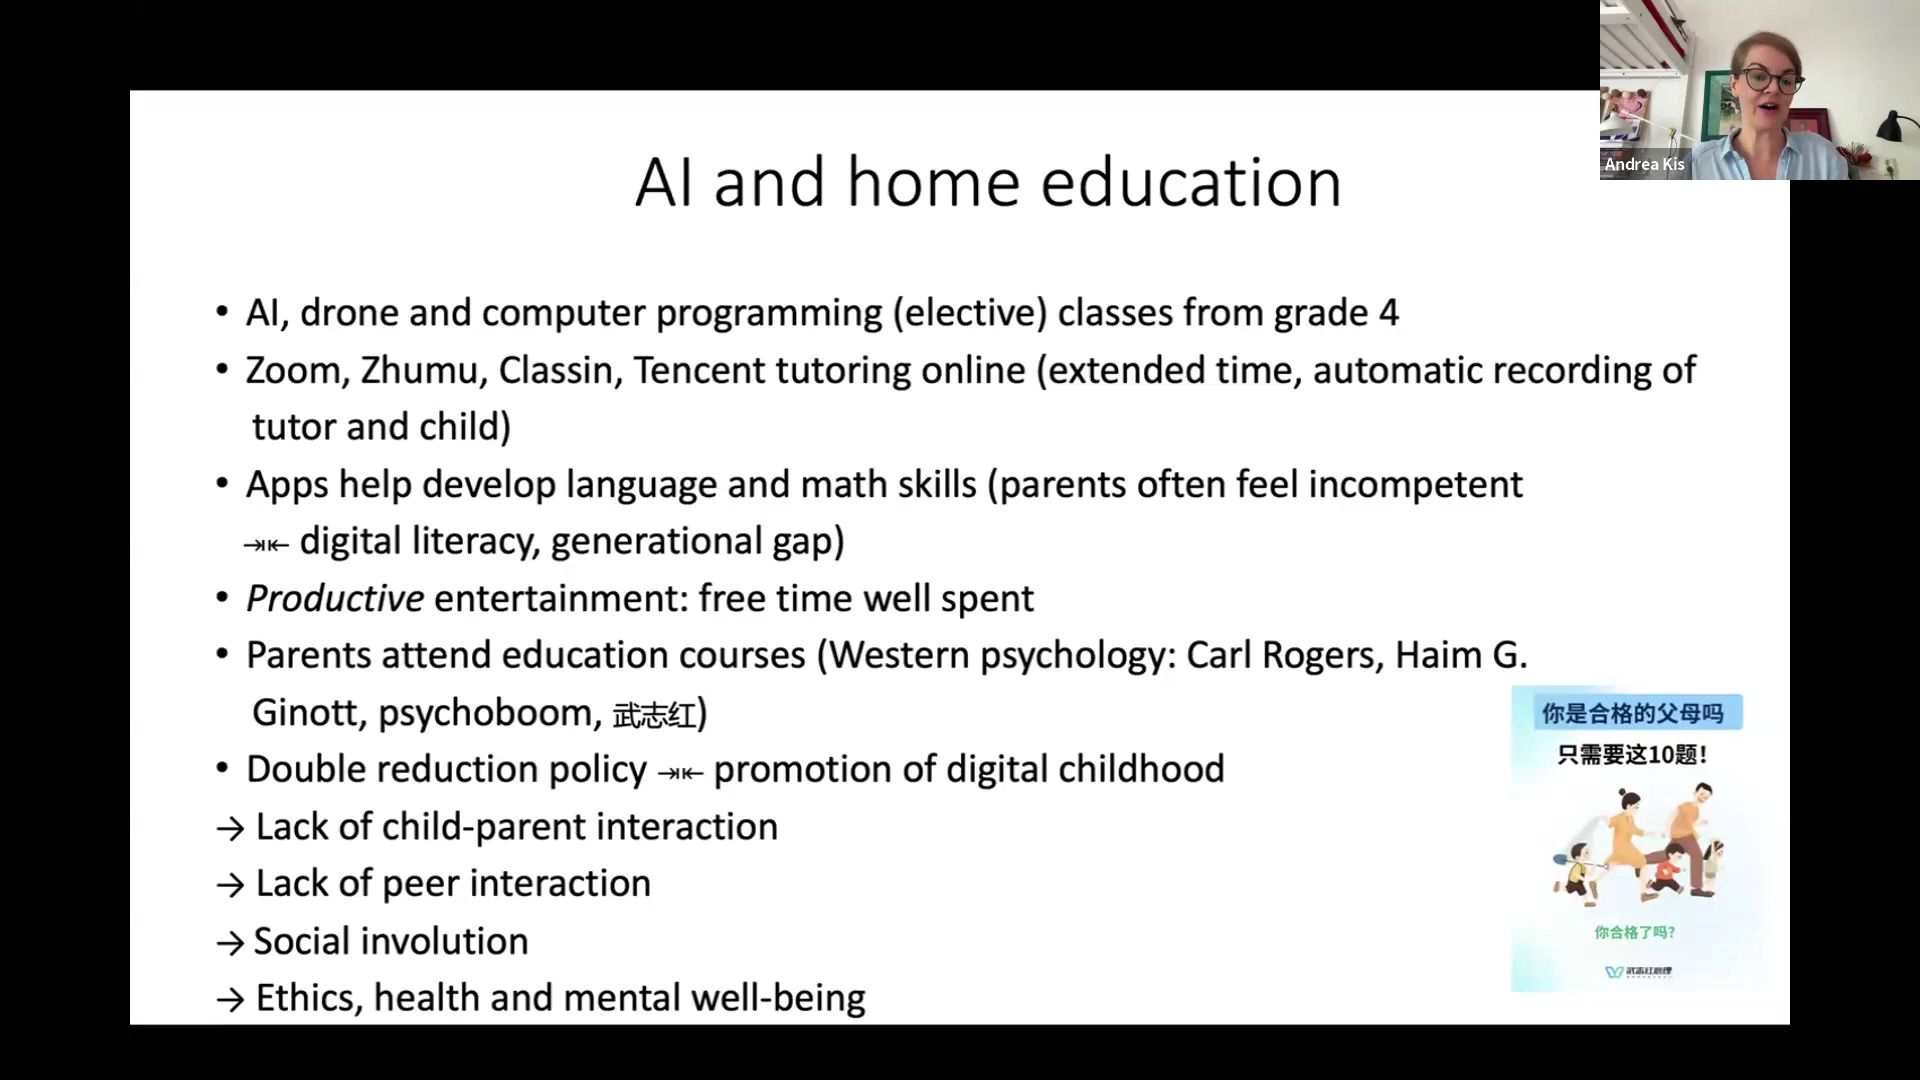 Andrea Kis
AI and home education
• AI, drone and computer programming (elective) classes from grade 4
• Zoom, Zhumu, Classin, Tencent tutoring online (extended time, automatic recording of
tutor and child)
• Apps help develop language and math skills (parents often feel incompetent
⇥⇤ digital literacy, generational gap)
• Productive entertainment: free time well spent
• Parents attend education courses (Western psychology: Carl Rogers, Haim G.
Ginott, psychoboom, 武志红)
• Double reduction policy ⇥⇤ promotion of digital childhood
→ Lack of child-parent interaction
→ Lack of peer interaction
→ Social involution
→ Ethics, health and mental well-being
你是合格的父母吗
只需要这10题!
你合格了吗?
武志红心理